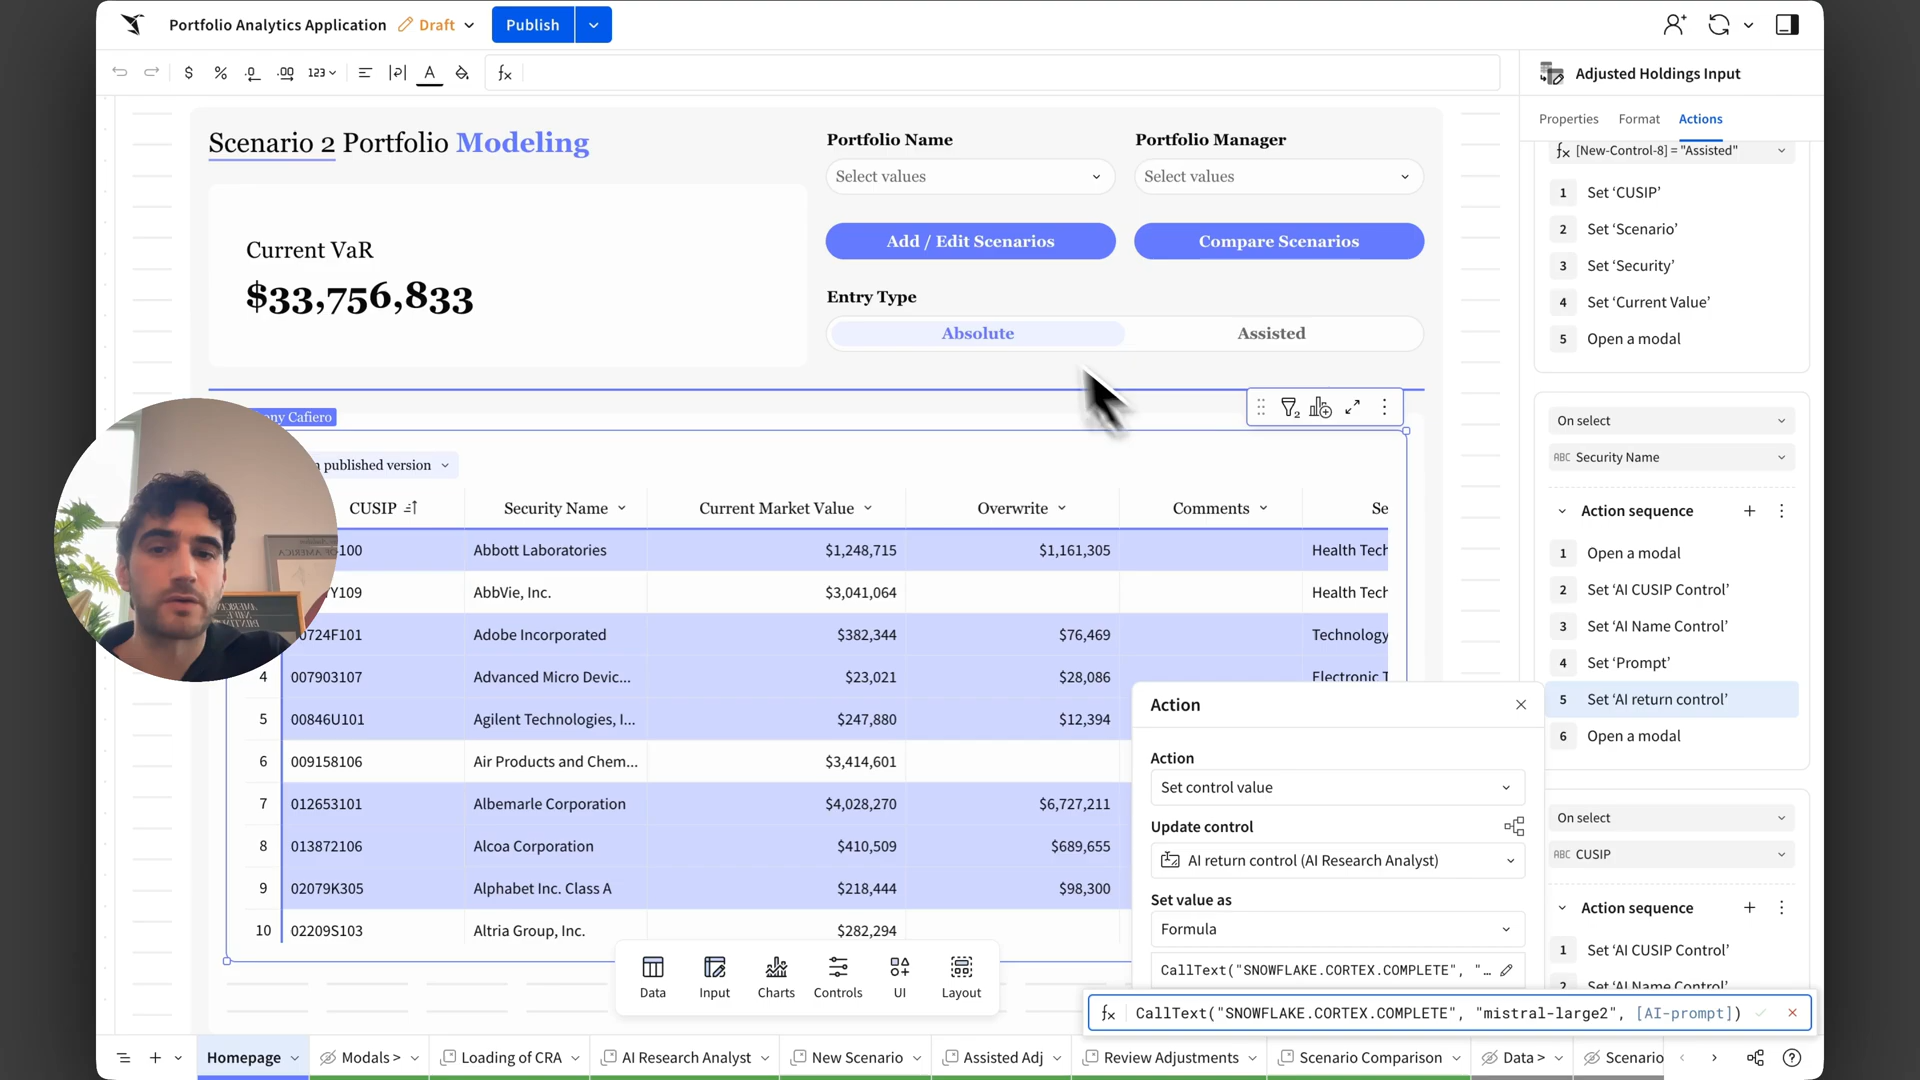 Portfolio Analytics Application Draft Publish
$ % .0 .00 123
Adjusted Holdings Input
Properties Format Actions
Scenario 2 Portfolio Modeling
Current VaR
$33,756,833
Portfolio Name
Select values
Portfolio Manager
Select values
Add / Edit Scenarios
Compare Scenarios
Entry Type
Absolute Assisted
ony Cafiero
published version
CUSIP Security Name Current Market Value Overwrite Comments Se
-100 Abbott Laboratories $1,248,715 $1,161,305 Health Tech
Y109 AbbVie, Inc. $3,041,064 Health Tech
0724F101 Adobe Incorporated $382,344 $76,469 Technology
4 007903107 Advanced Micro Devic... $23,021 $28,086 Electronic T
5 00846U101 Agilent Technologies, I... $247,880 $12,394
6 009158106 Air Products and Chem... $3,414,601
7 012653101 Albemarle Corporation $4,028,270 $6,727,211
8 013872106 Alcoa Corporation $410,509 $689,655
9 02079K305 Alphabet Inc. Class A $218,444 $98,300
10 02209S103 Altria Group, Inc. $282,294
Data Input Charts Controls UI Layout
[New-Control-8] = "Assisted"
1 Set ‘CUSIP’
2 Set ‘Scenario’
3 Set ‘Security’
4 Set ‘Current Value’
5 Open a modal
On select
ABC Security Name
Action sequence
1 Open a modal
2 Set ‘AI CUSIP Control’
3 Set ‘AI Name Control’
4 Set ‘Prompt’
5 Set ‘AI return control’
6 Open a modal
On select
ABC CUSIP
Action sequence
1 Set ‘AI CUSIP Control’
2 Set ‘AI Name Control’
Action
Action
Set control value
Update control
AI return control (AI Research Analyst)
Set value as
Formula
CallText("SNOWFLAKE.CORTEX.COMPLETE", "…
fx CallText("SNOWFLAKE.CORTEX.COMPLETE", "mistral-large2", [AI-prompt])
Homepage Modals > Loading of CRA AI Research Analyst New Scenario Assisted Adj Review Adjustments Scenario Comparison Data > Scenario